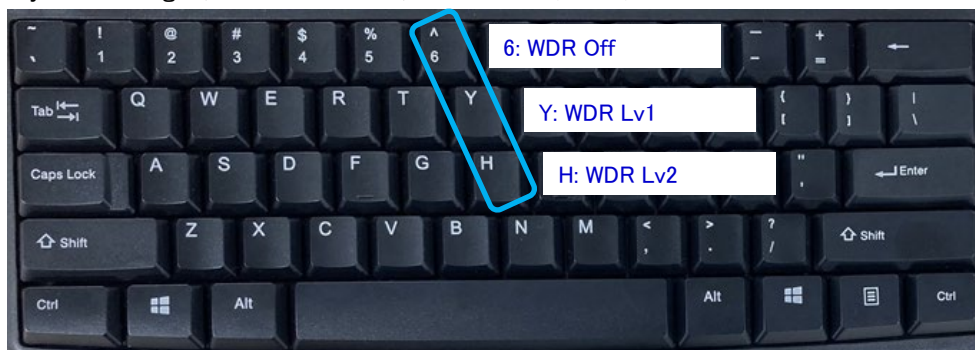 ~ ! @ # $ % ^ — +
` 1 2 3 4 5 6 6: WDR Off - = ←
Tab Q W E R T Y Y: WDR Lv1 { } |
[ ] \
Caps Lock A S D F G H H: WDR Lv2 " Enter
'
Shift Z X C V B N M < > ? Shift
, . /
Ctrl Alt Alt Ctrl